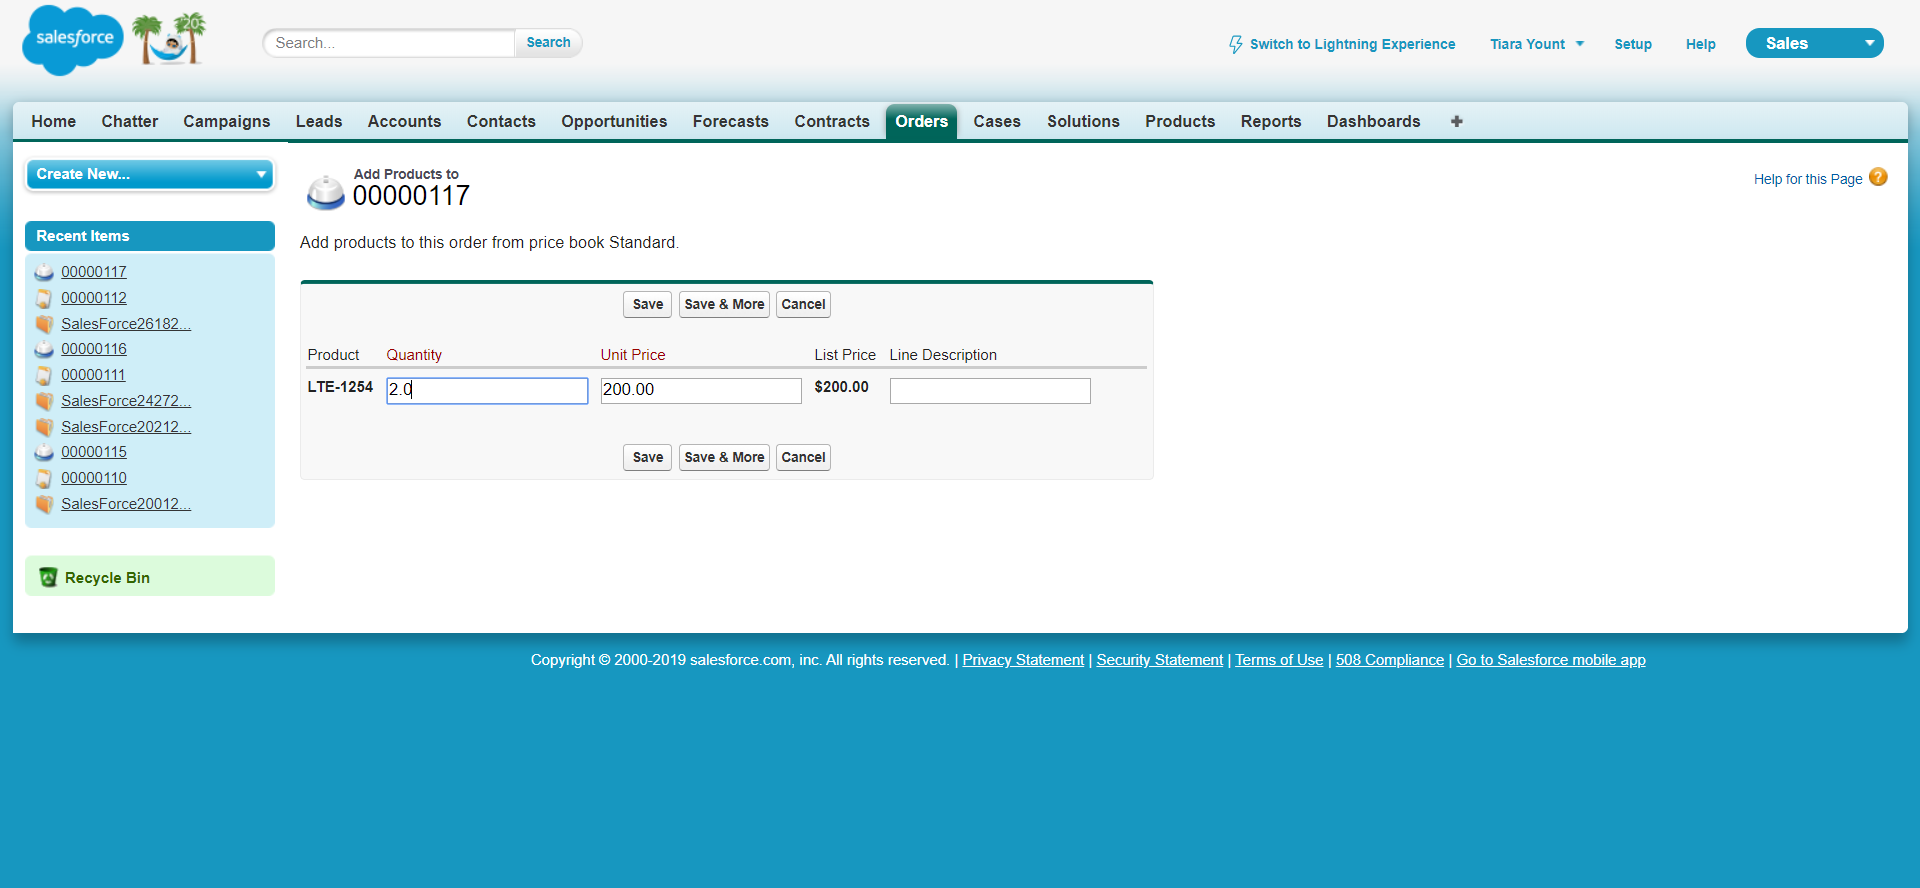 salesforce
20
Search...
Search
Switch to Lightning Experience
Tiara Yount
Setup
Help
Sales
Home
Chatter
Campaigns
Leads
Accounts
Contacts
Opportunities
Forecasts
Contracts
Orders
Cases
Solutions
Products
Reports
Dashboards
+
Create New...
Recent Items
00000117
00000112
SalesForce26182...
00000116
00000111
SalesForce24272...
SalesForce20212...
00000115
00000110
SalesForce20012...
Recycle Bin
Add Products to
00000117
Help for this Page ?
Add products to this order from price book Standard.
Save
Save & More
Cancel
Product
Quantity
Unit Price
List Price
Line Description
LTE-1254
2.0
200.00
$200.00
Save
Save & More
Cancel
Copyright © 2000-2019 salesforce.com, inc. All rights reserved. | Privacy Statement | Security Statement | Terms of Use | 508 Compliance | Go to Salesforce mobile app